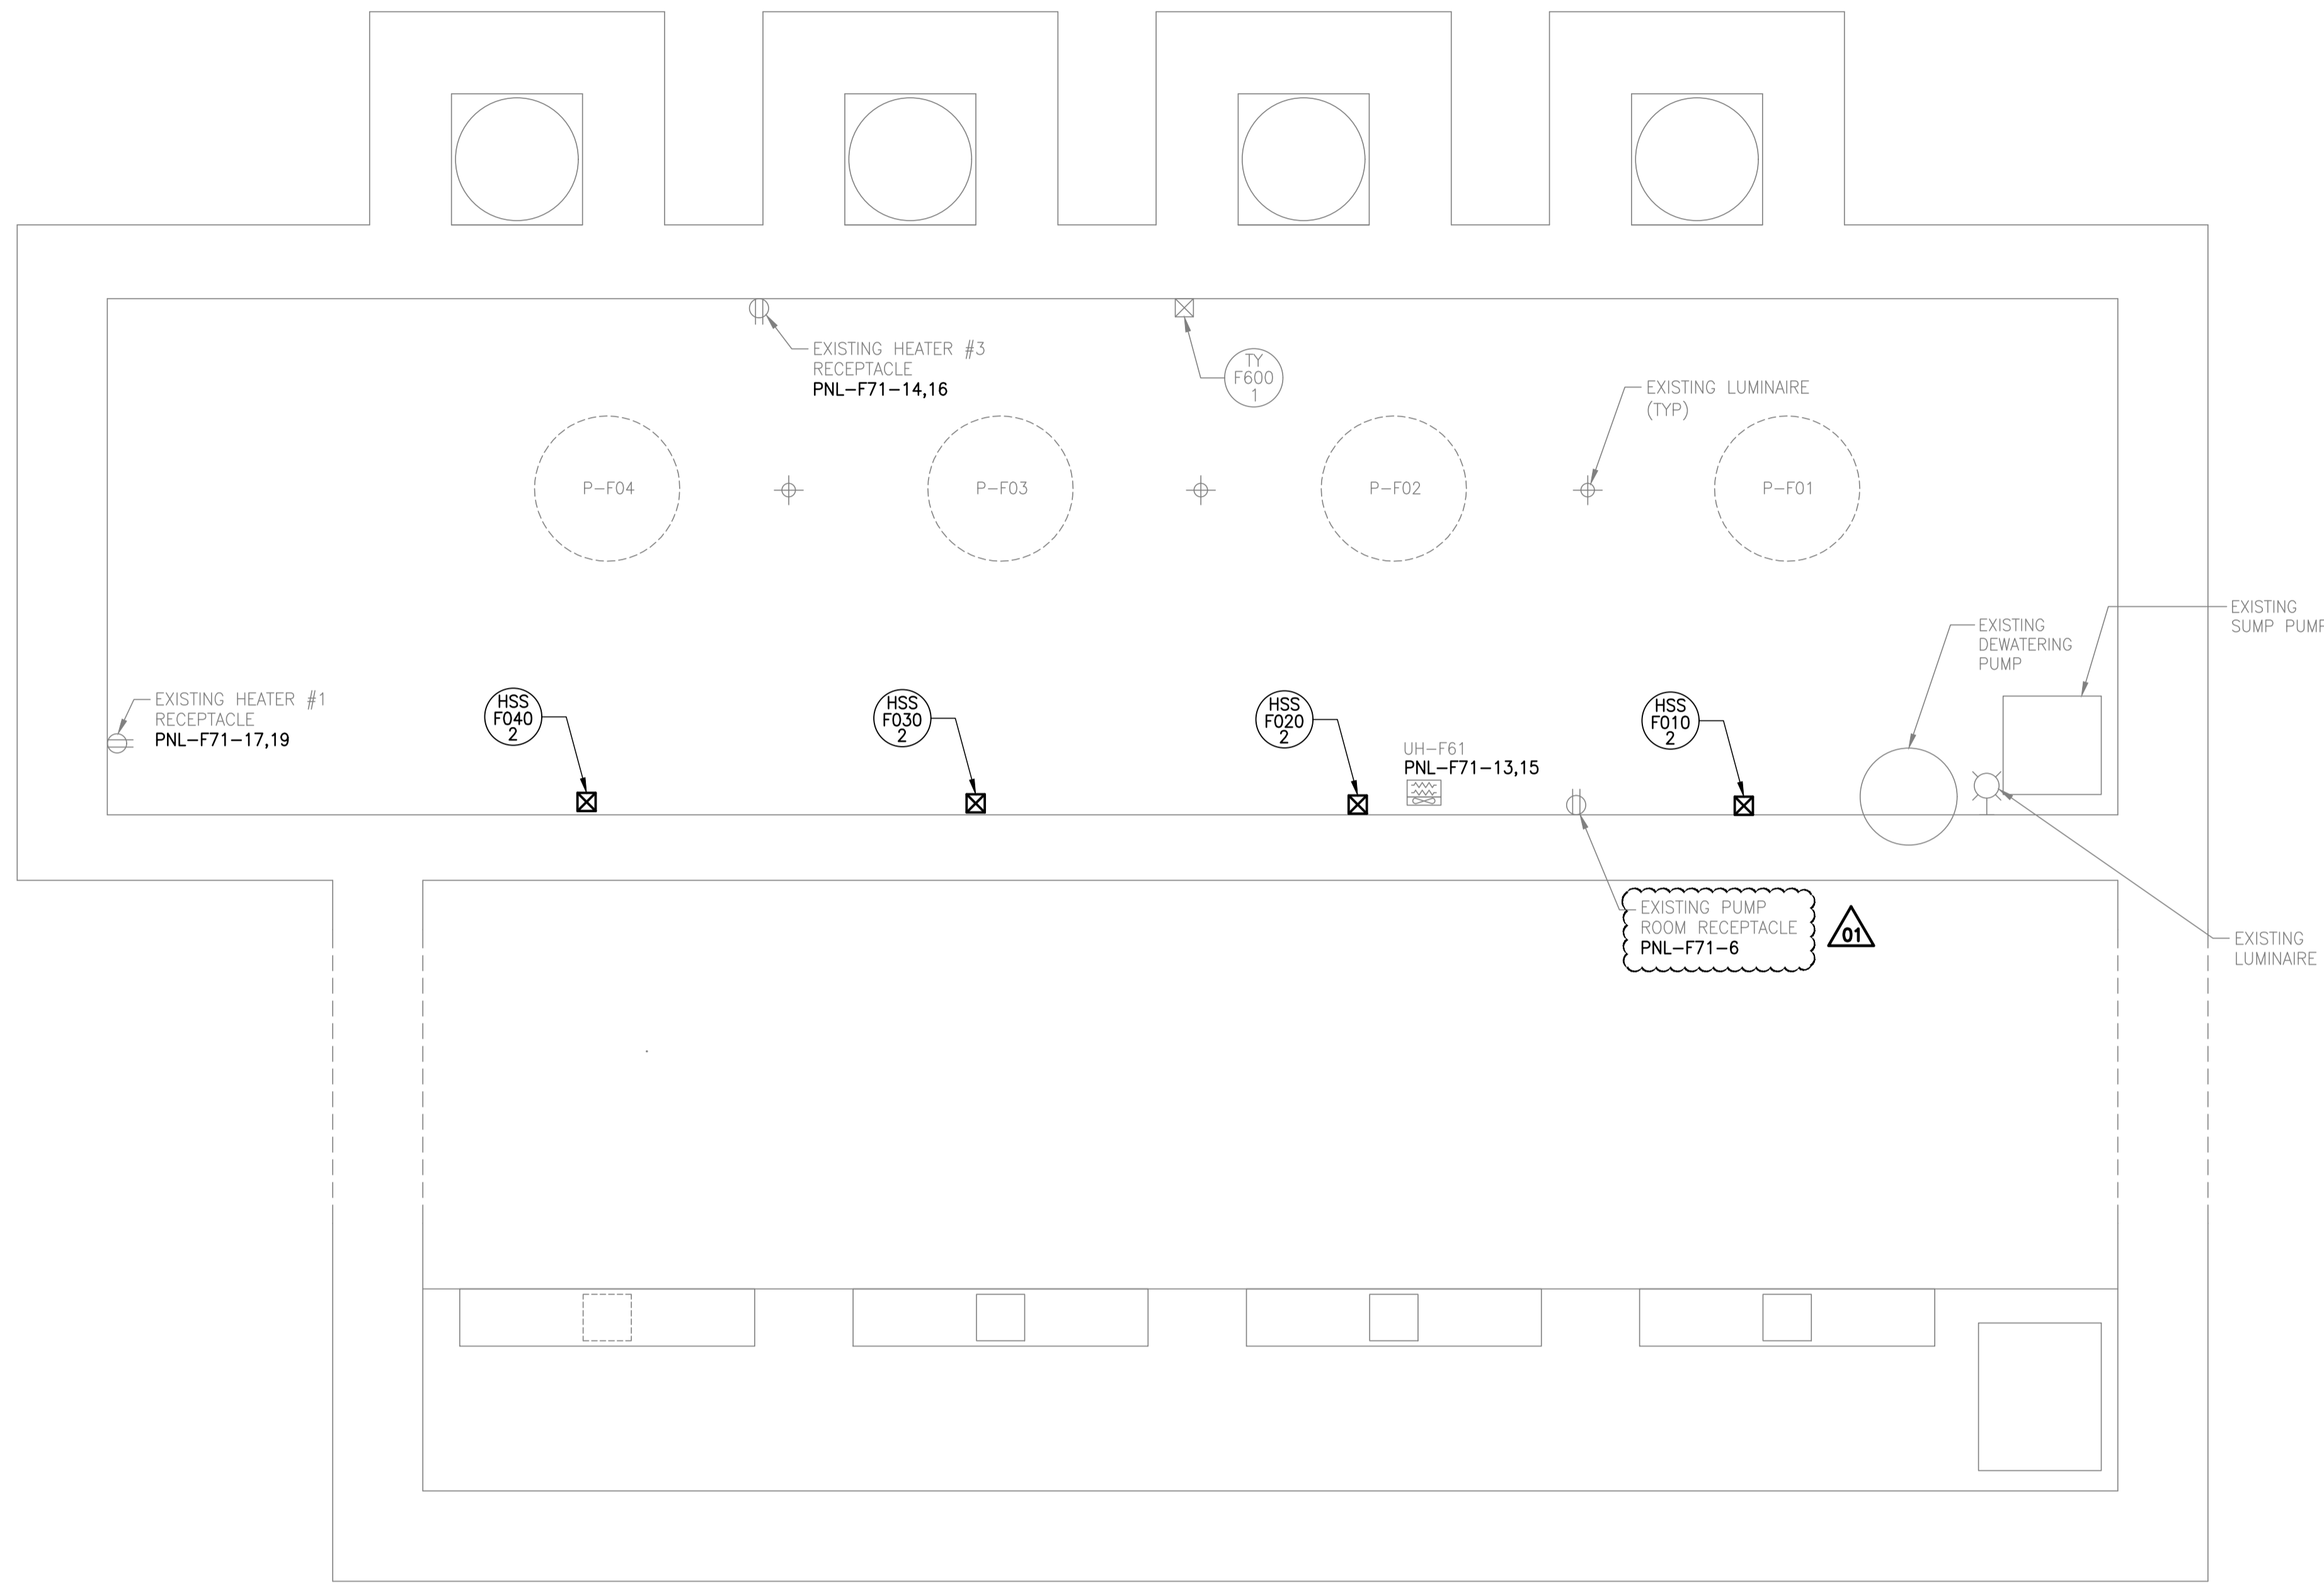 EXISTING HEATER #3
RECEPTACLE
PNL-F71-14,16
TY
F600
1
EXISTING LUMINAIRE
(TYP)
P-F04
P-F03
P-F02
P-F01
EXISTING
SUMP PUMP
EXISTING
DEWATERING
PUMP
EXISTING HEATER #1
RECEPTACLE
PNL-F71-17,19
HSS
F040
2
HSS
F030
2
HSS
F020
2
UH-F61
PNL-F71-13,15
HSS
F010
2
EXISTING PUMP
ROOM RECEPTACLE
PNL-F71-6
01
EXISTING
LUMINAIRE